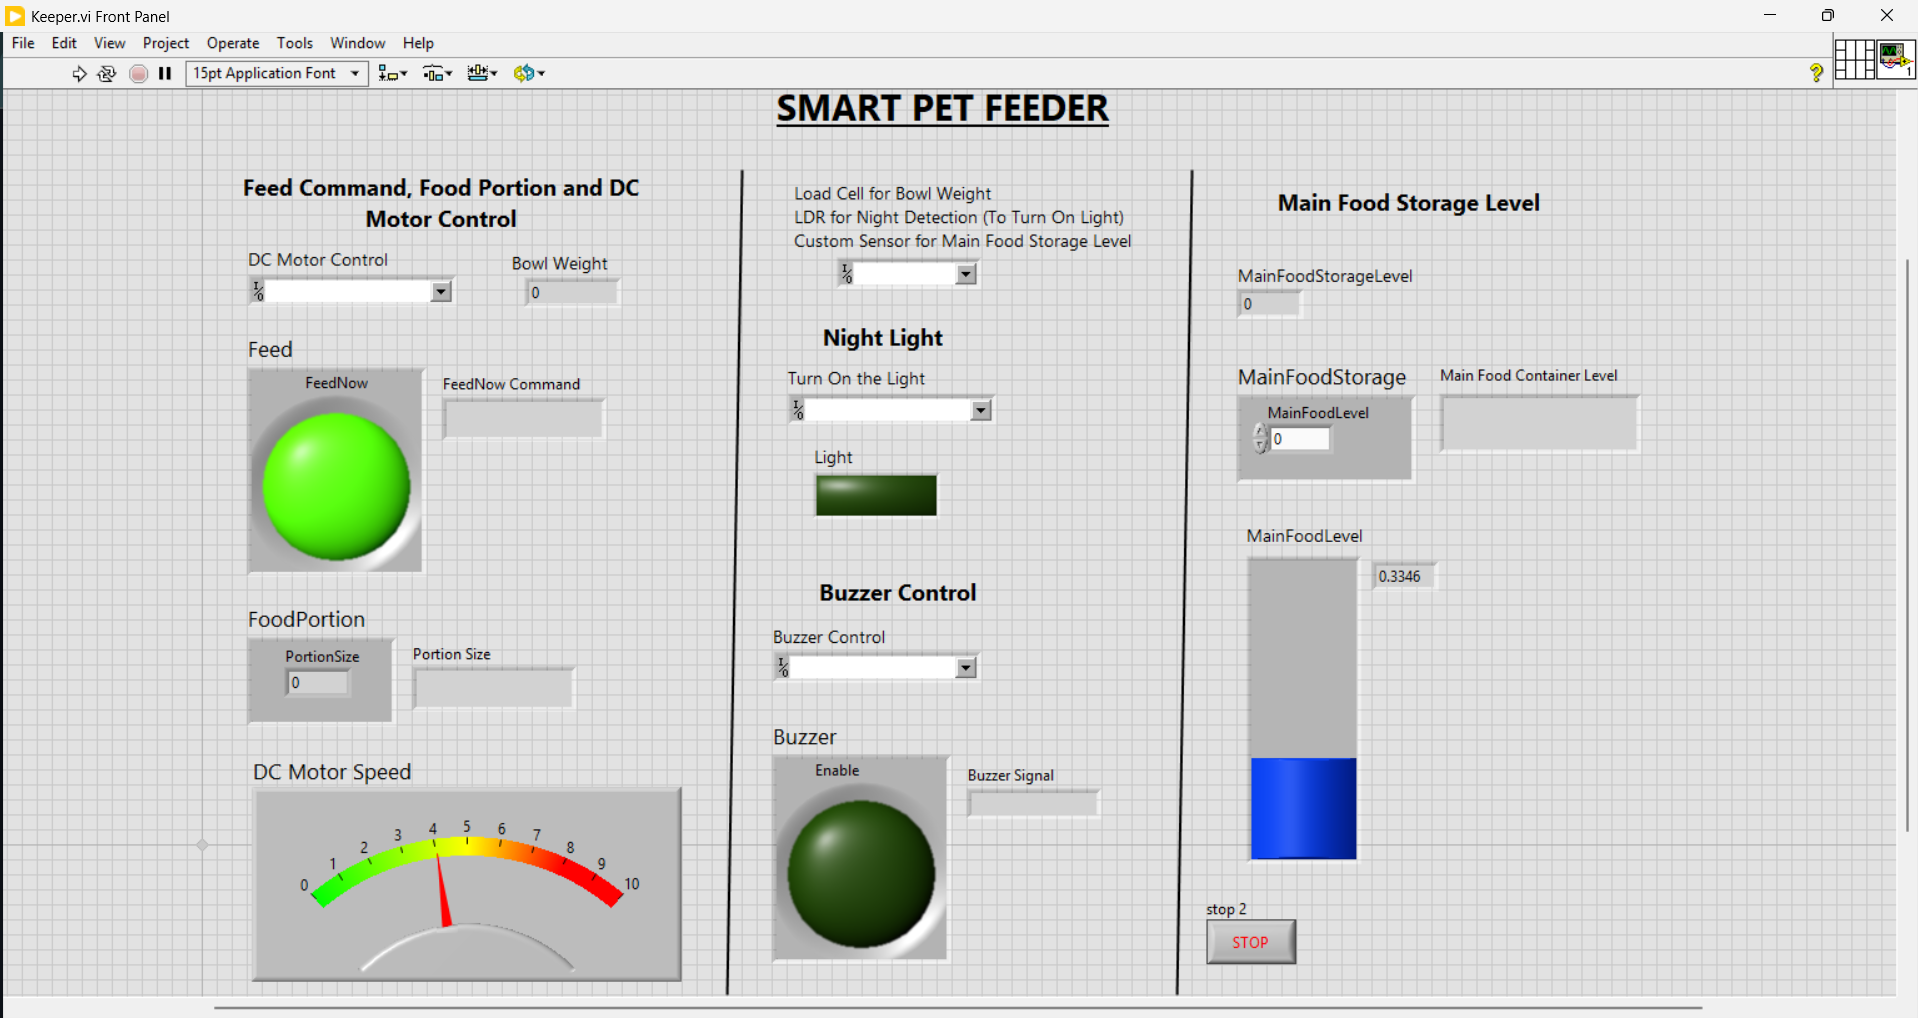 Keeper.vi Front Panel
File Edit View Project Operate Tools Window Help
15pt Application Font
1
SMART PET FEEDER
Feed Command, Food Portion and DC
Motor Control
DC Motor Control
Bowl Weight
0
Feed
FeedNow
FeedNow Command
FoodPortion
PortionSize
0
Portion Size
DC Motor Speed
0 1 2 3 4 5 6 7 8 9 10
Load Cell for Bowl Weight
LDR for Night Detection (To Turn On Light)
Custom Sensor for Main Food Storage Level
Night Light
Turn On the Light
Light
Buzzer Control
Buzzer Control
Buzzer
Enable
Buzzer Signal
Main Food Storage Level
MainFoodStorageLevel
0
MainFoodStorage
MainFoodLevel
0
Main Food Container Level
MainFoodLevel
0.3346
stop 2
STOP